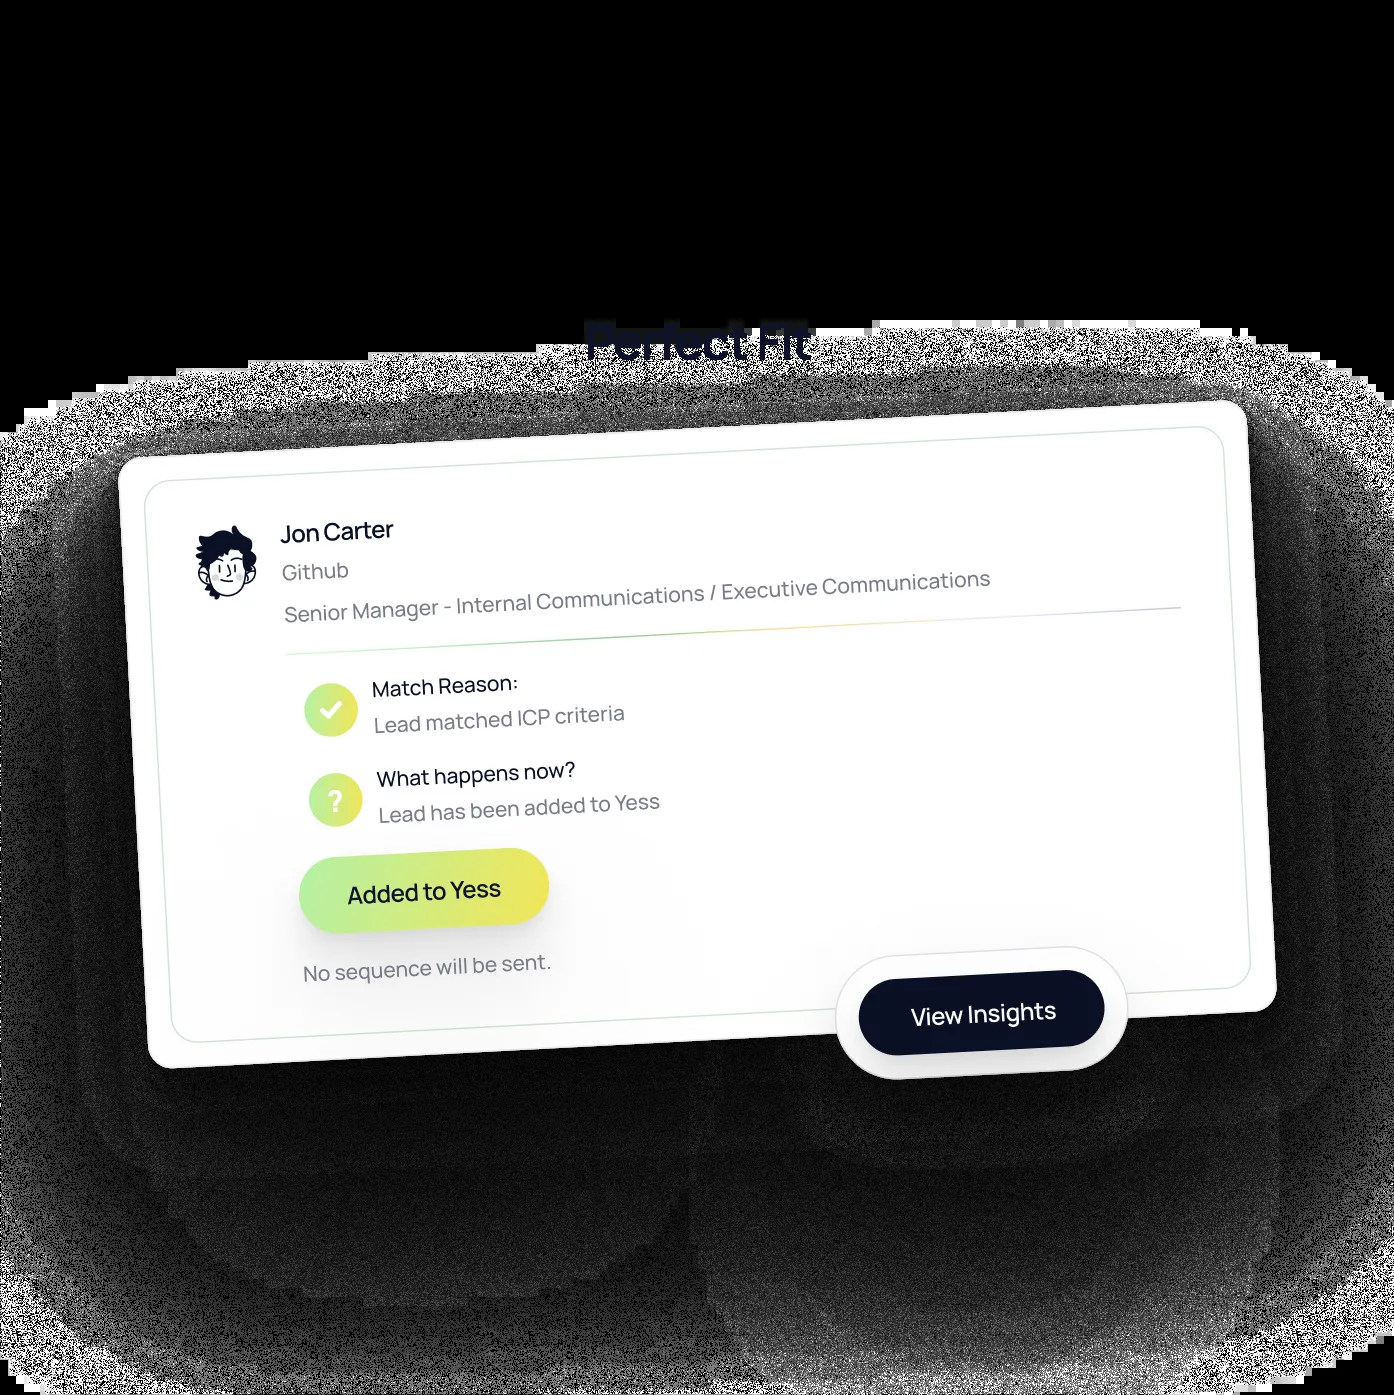 Perfect Fit
Jon Carter
Github
Senior Manager - Internal Communications / Executive Communications
Match Reason:
Lead matched ICP criteria
?
What happens now?
Lead has been added to Yess
Added to Yess
No sequence will be sent.
View Insights